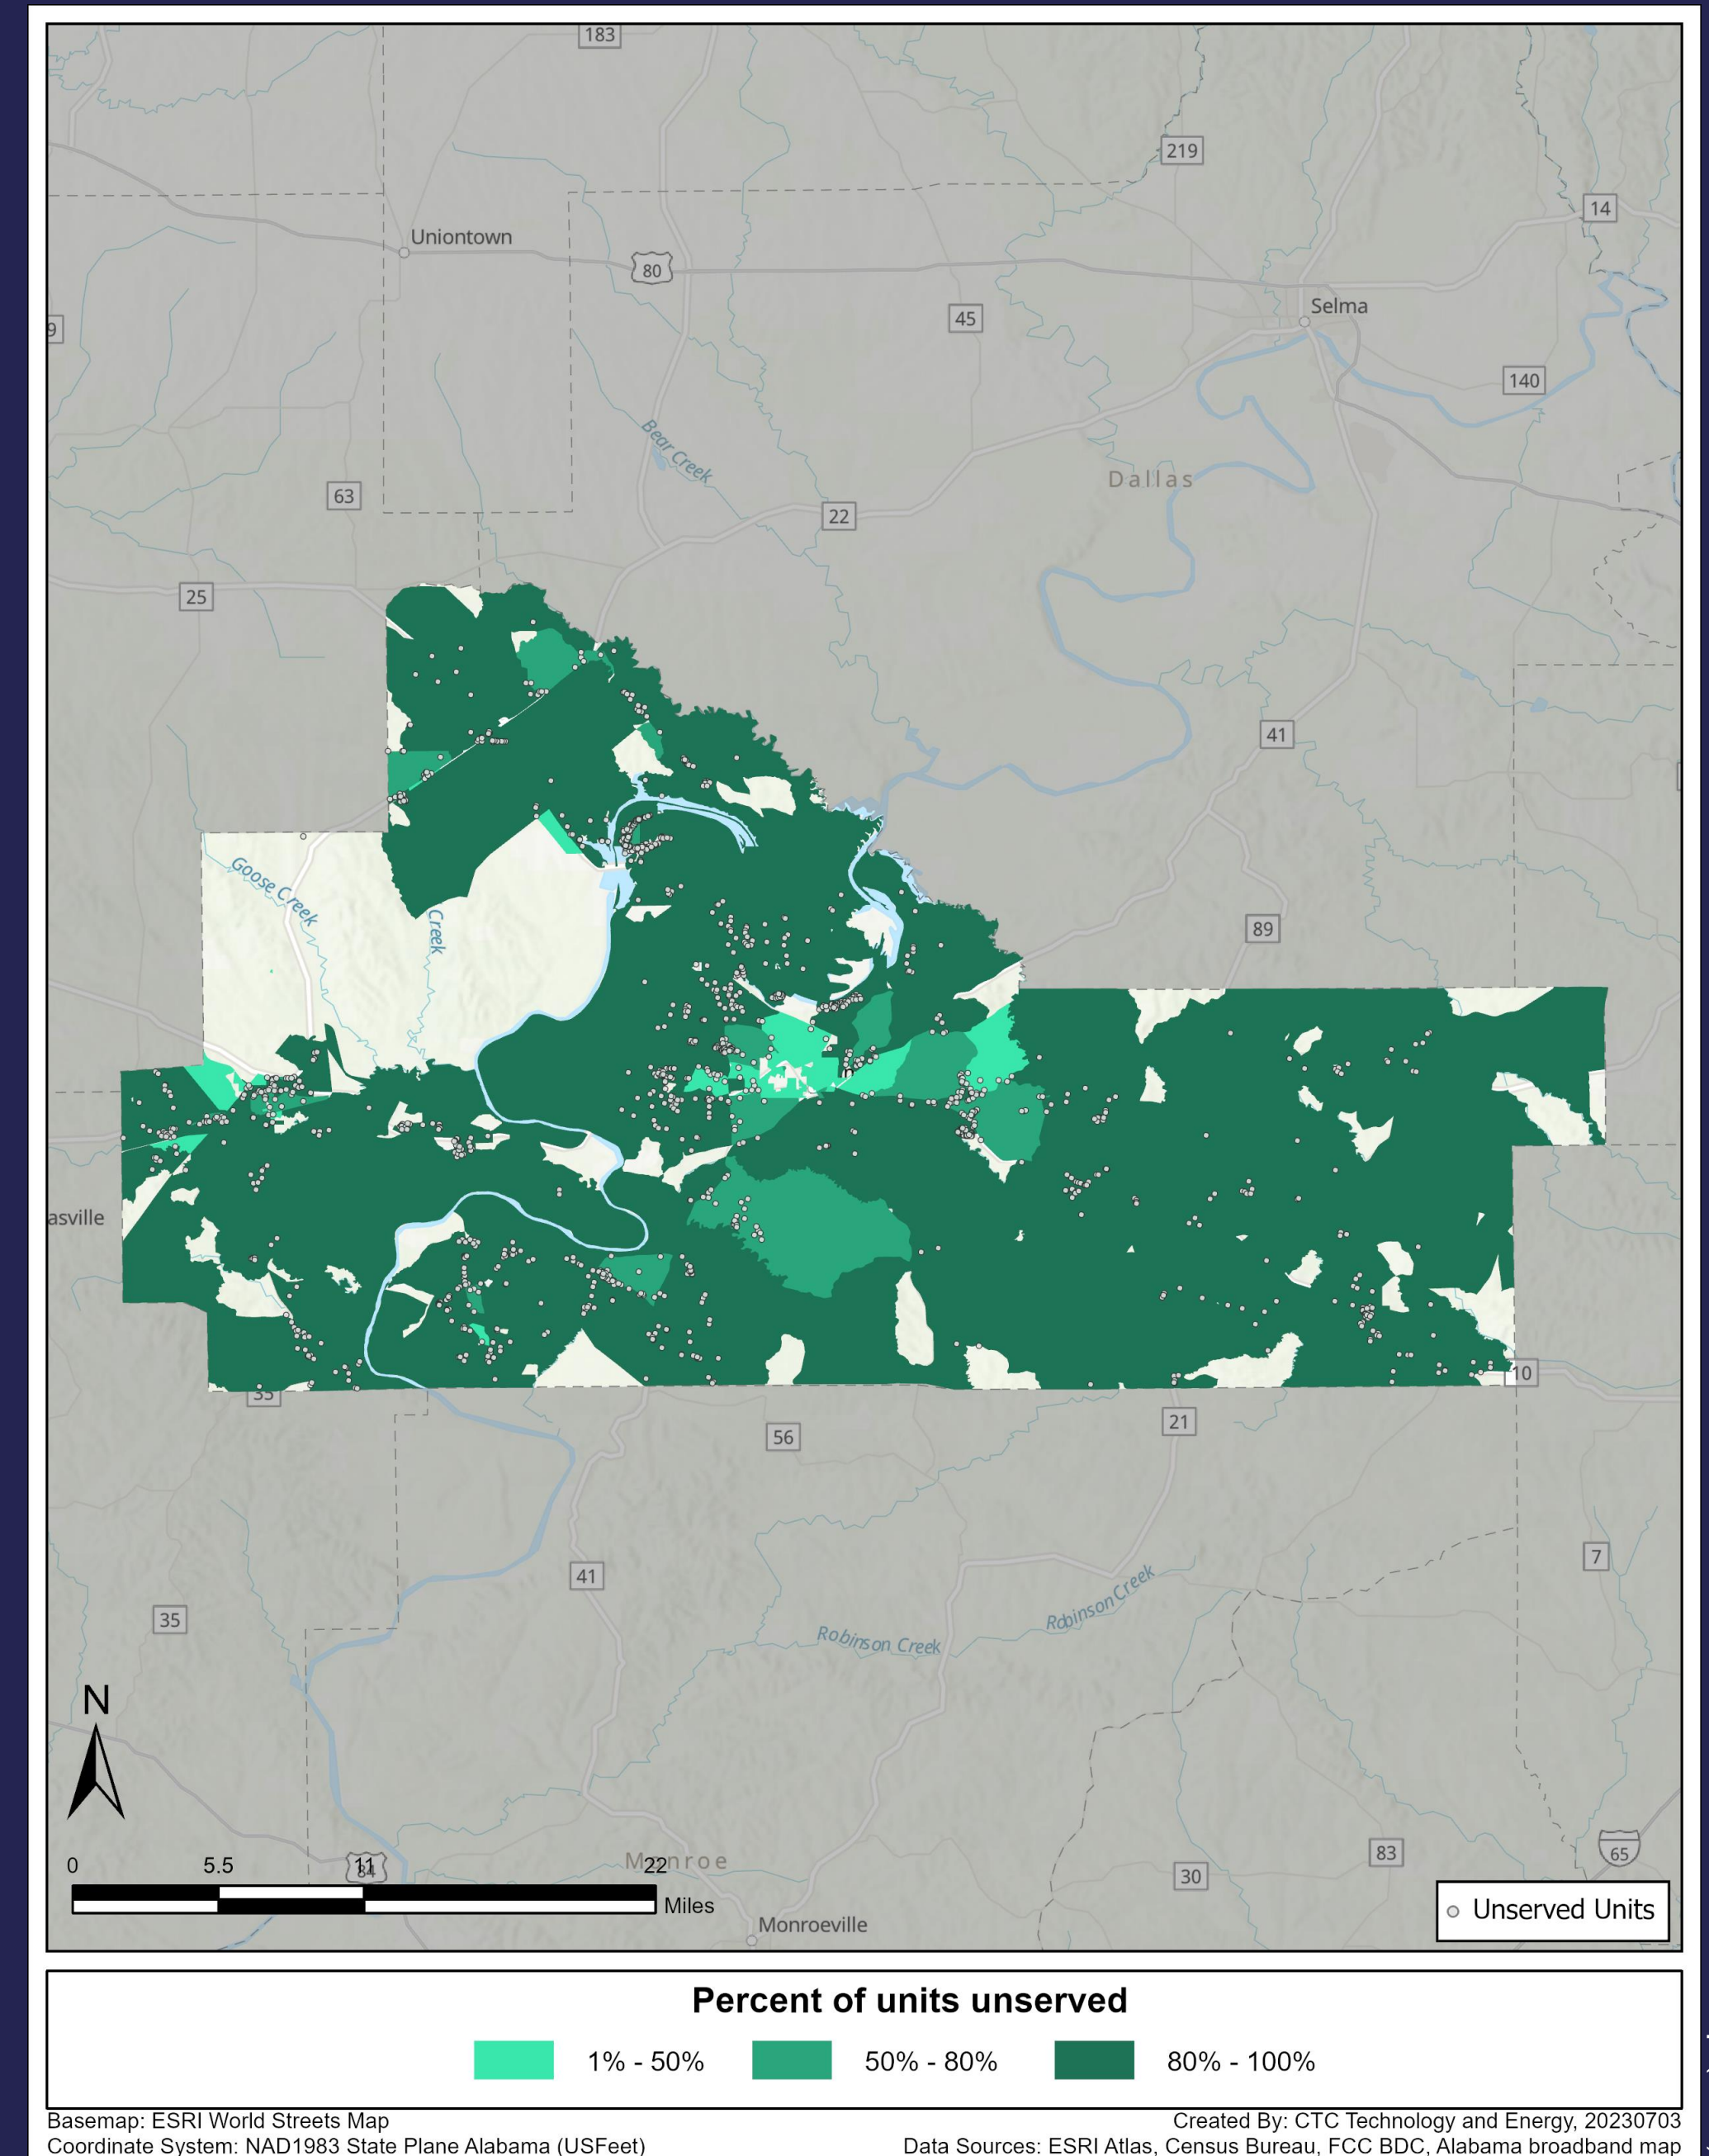 183
219
14
Uniontown
80
Selma
9
45
140
Bear Creek
Dallas
63
22
25
41
Goose Creek
Creek
89
asville
10
35
21
56
41
7
35
Robinson Creek
Robinson Creek
N
83
65
Monroe
30
0 5.5 11 22
84
Miles
Unserved Units
Monroeville
Percent of units unserved
1% - 50% 50% - 80% 80% - 100%
Basemap: ESRI World Streets Map
Created By: CTC Technology and Energy, 20230703
Coordinate System: NAD1983 State Plane Alabama (USFeet)
Data Sources: ESRI Atlas, Census Bureau, FCC BDC, Alabama broadband map